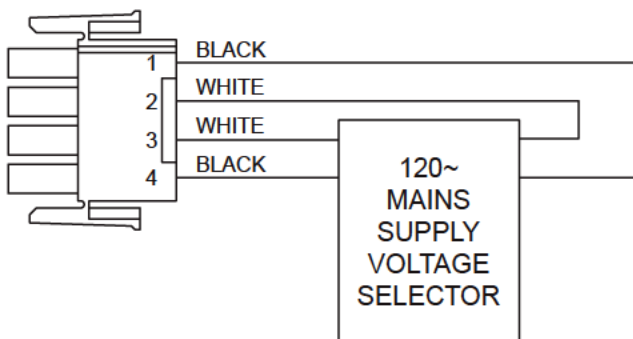 1 BLACK
2 WHITE
3 WHITE
4 BLACK
120~
MAINS
SUPPLY
VOLTAGE
SELECTOR